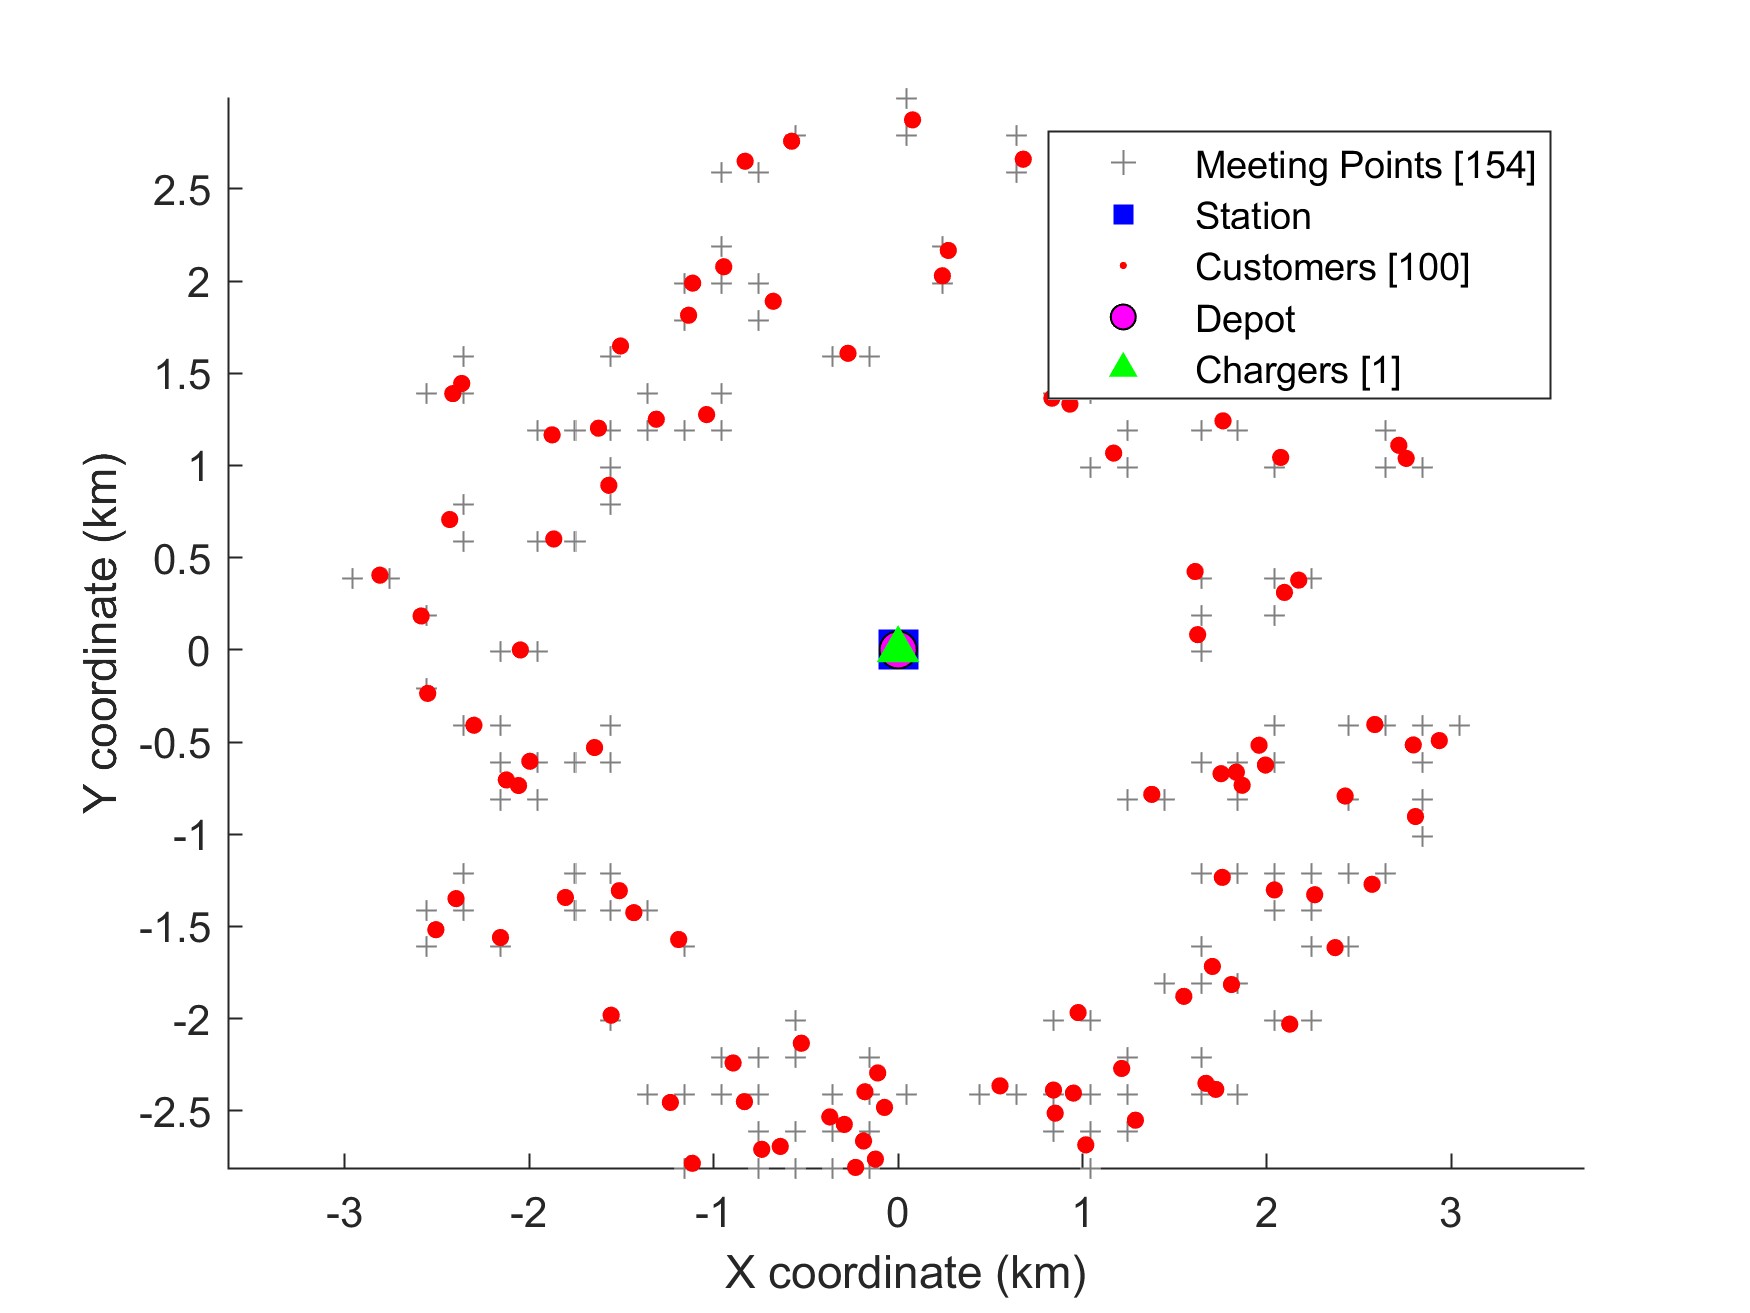 Meeting Points [154]
Station
Customers [100]
Depot
Chargers [1]
Y coordinate (km)
2.5
2
1.5
1
0.5
0
-0.5
-1
-1.5
-2
-2.5
-3 -2 -1 0 1 2 3
X coordinate (km)